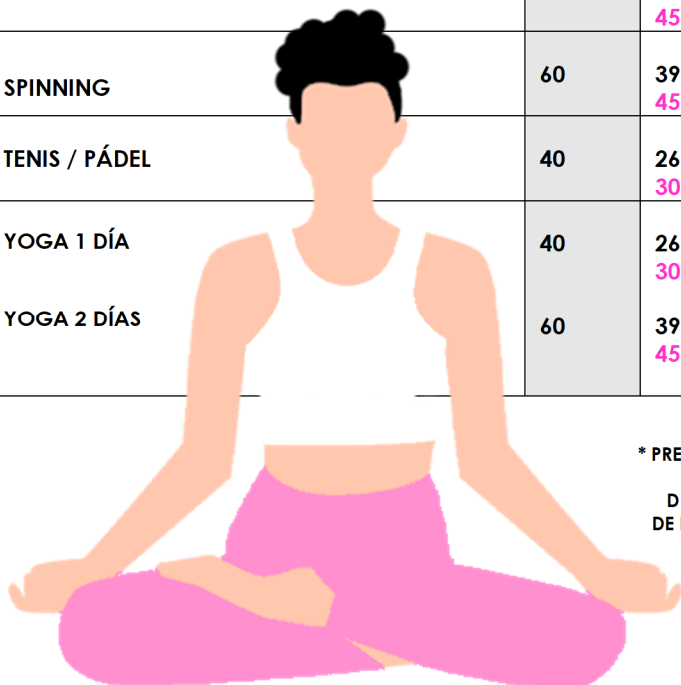 45
SPINNING 60 39
45
TENIS / PÁDEL 40 26
30
YOGA 1 DÍA 40 26
30
YOGA 2 DÍAS 60 39
45
* PRE
D
DE